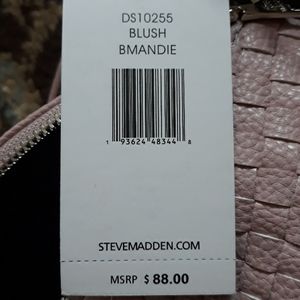 DS10255
BLUSH
BMANDIE
1 93624 48344 8
STEVEMADDEN.COM
MSRP $ 88.00